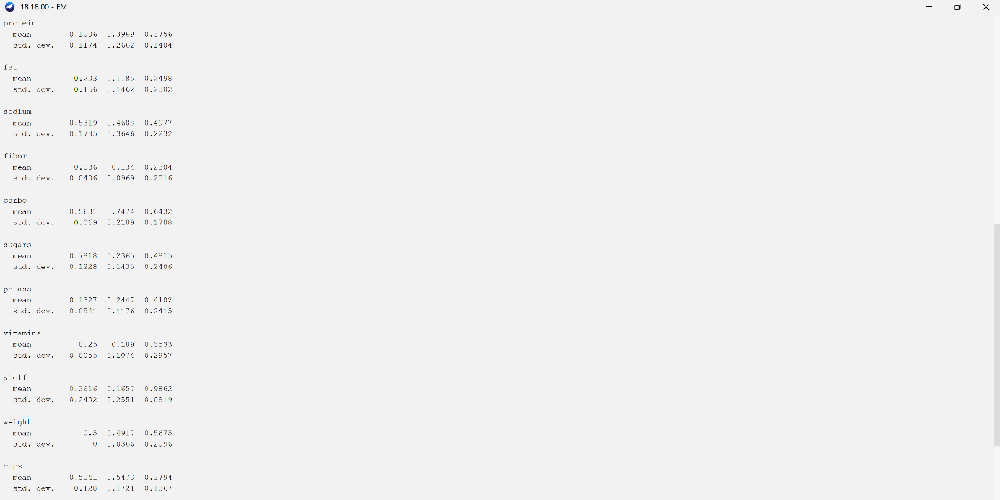 18:18:00 - EM
protein
mean 0.1006 0.3969 0.3756
std. dev. 0.1174 0.2662 0.1404
fat
mean 0.203 0.1185 0.2498
std. dev. 0.156 0.1462 0.2302
sodium
mean 0.5319 0.4608 0.4977
std. dev. 0.1785 0.3646 0.2232
fiber
mean 0.036 0.134 0.2304
std. dev. 0.0406 0.0969 0.2016
carbo
mean 0.5631 0.7474 0.6432
std. dev. 0.069 0.2109 0.1708
sugars
mean 0.7818 0.2365 0.4815
std. dev. 0.1228 0.1435 0.2406
potass
mean 0.1327 0.2447 0.4102
std. dev. 0.0541 0.1176 0.2415
vitamins
mean 0.25 0.189 0.3533
std. dev. 0.0055 0.1074 0.2957
shelf
mean 0.3616 0.1657 0.9862
std. dev. 0.2402 0.2551 0.0819
weight
mean 0.5 0.4917 0.5675
std. dev. 0 0.0366 0.2096
cups
mean 0.5041 0.5473 0.3794
std. dev. 0.128 0.1721 0.1867